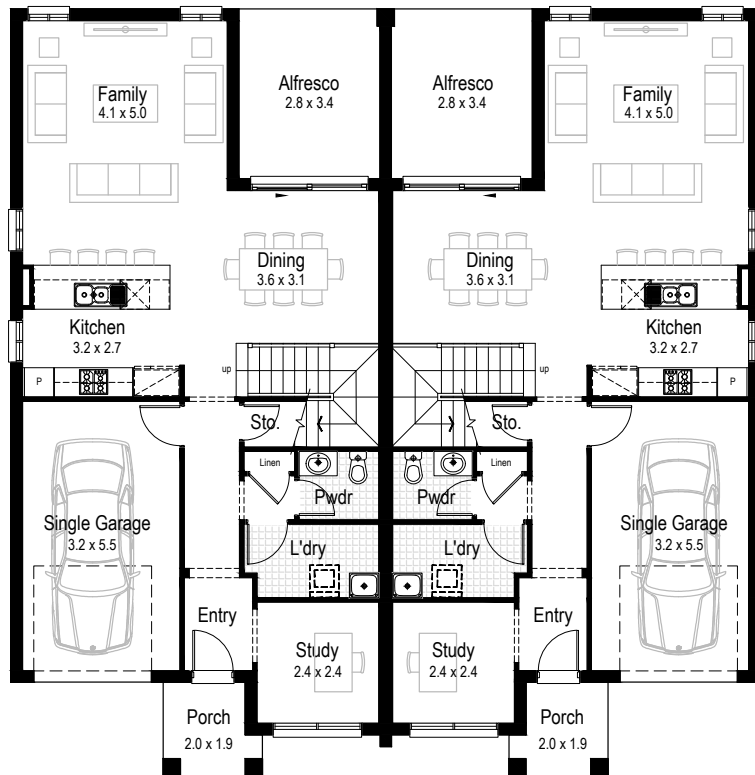 Alfresco
2.8 x 3.4
Alfresco
2.8 x 3.4
Family
4.1 x 5.0
Family
4.1 x 5.0
Dining
3.6 x 3.1
Dining
3.6 x 3.1
Kitchen
3.2 x 2.7
Kitchen
3.2 x 2.7
up
up
P
P
Sto.
Sto.
Linen
Linen
Pwdr
Pwdr
Single Garage
3.2 x 5.5
Single Garage
3.2 x 5.5
L'dry
L'dry
Entry
Entry
Study
2.4 x 2.4
Study
2.4 x 2.4
Porch
2.0 x 1.9
Porch
2.0 x 1.9